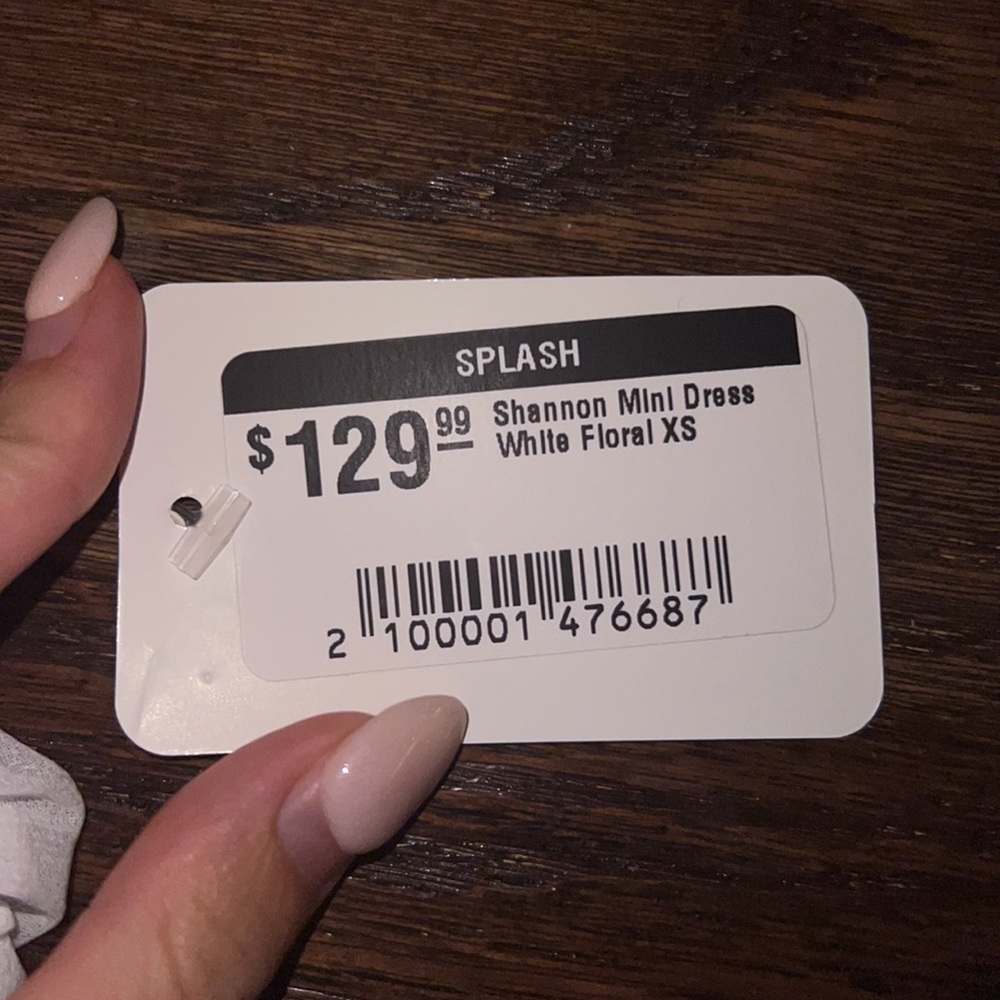 SPLASH
$129.99 Shannon Mini Dress
White Floral XS
2 100001 476687